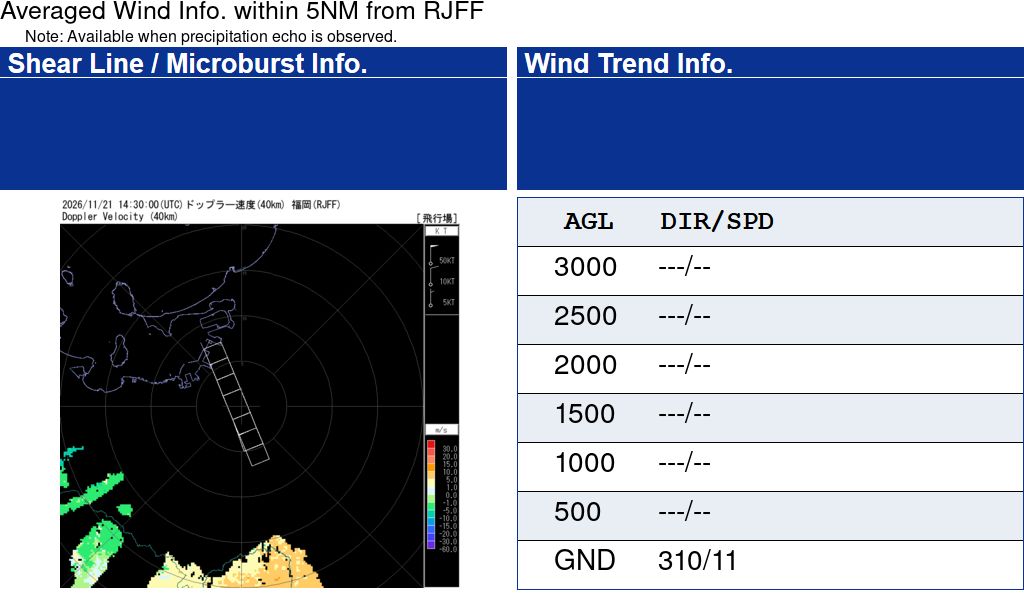 Averaged Wind Info. within 5NM from RJFF
Note: Available when precipitation echo is observed.
Shear Line / Microburst Info.
Wind Trend Info.
2026/11/21 14:30:00(UTC) ドップラー速度(40km) 福岡(RJFF)
Doppler Velocity (40km)
[飛行場]
KT
50KT
10KT
5KT
m/s
30.0
20.0
15.0
10.0
5.0
1.0
0.0
-1.0
-5.0
-10.0
-15.0
-20.0
-30.0
-60.0
AGL DIR/SPD
3000 ---/--
2500 ---/--
2000 ---/--
1500 ---/--
1000 ---/--
500 ---/--
GND 310/11